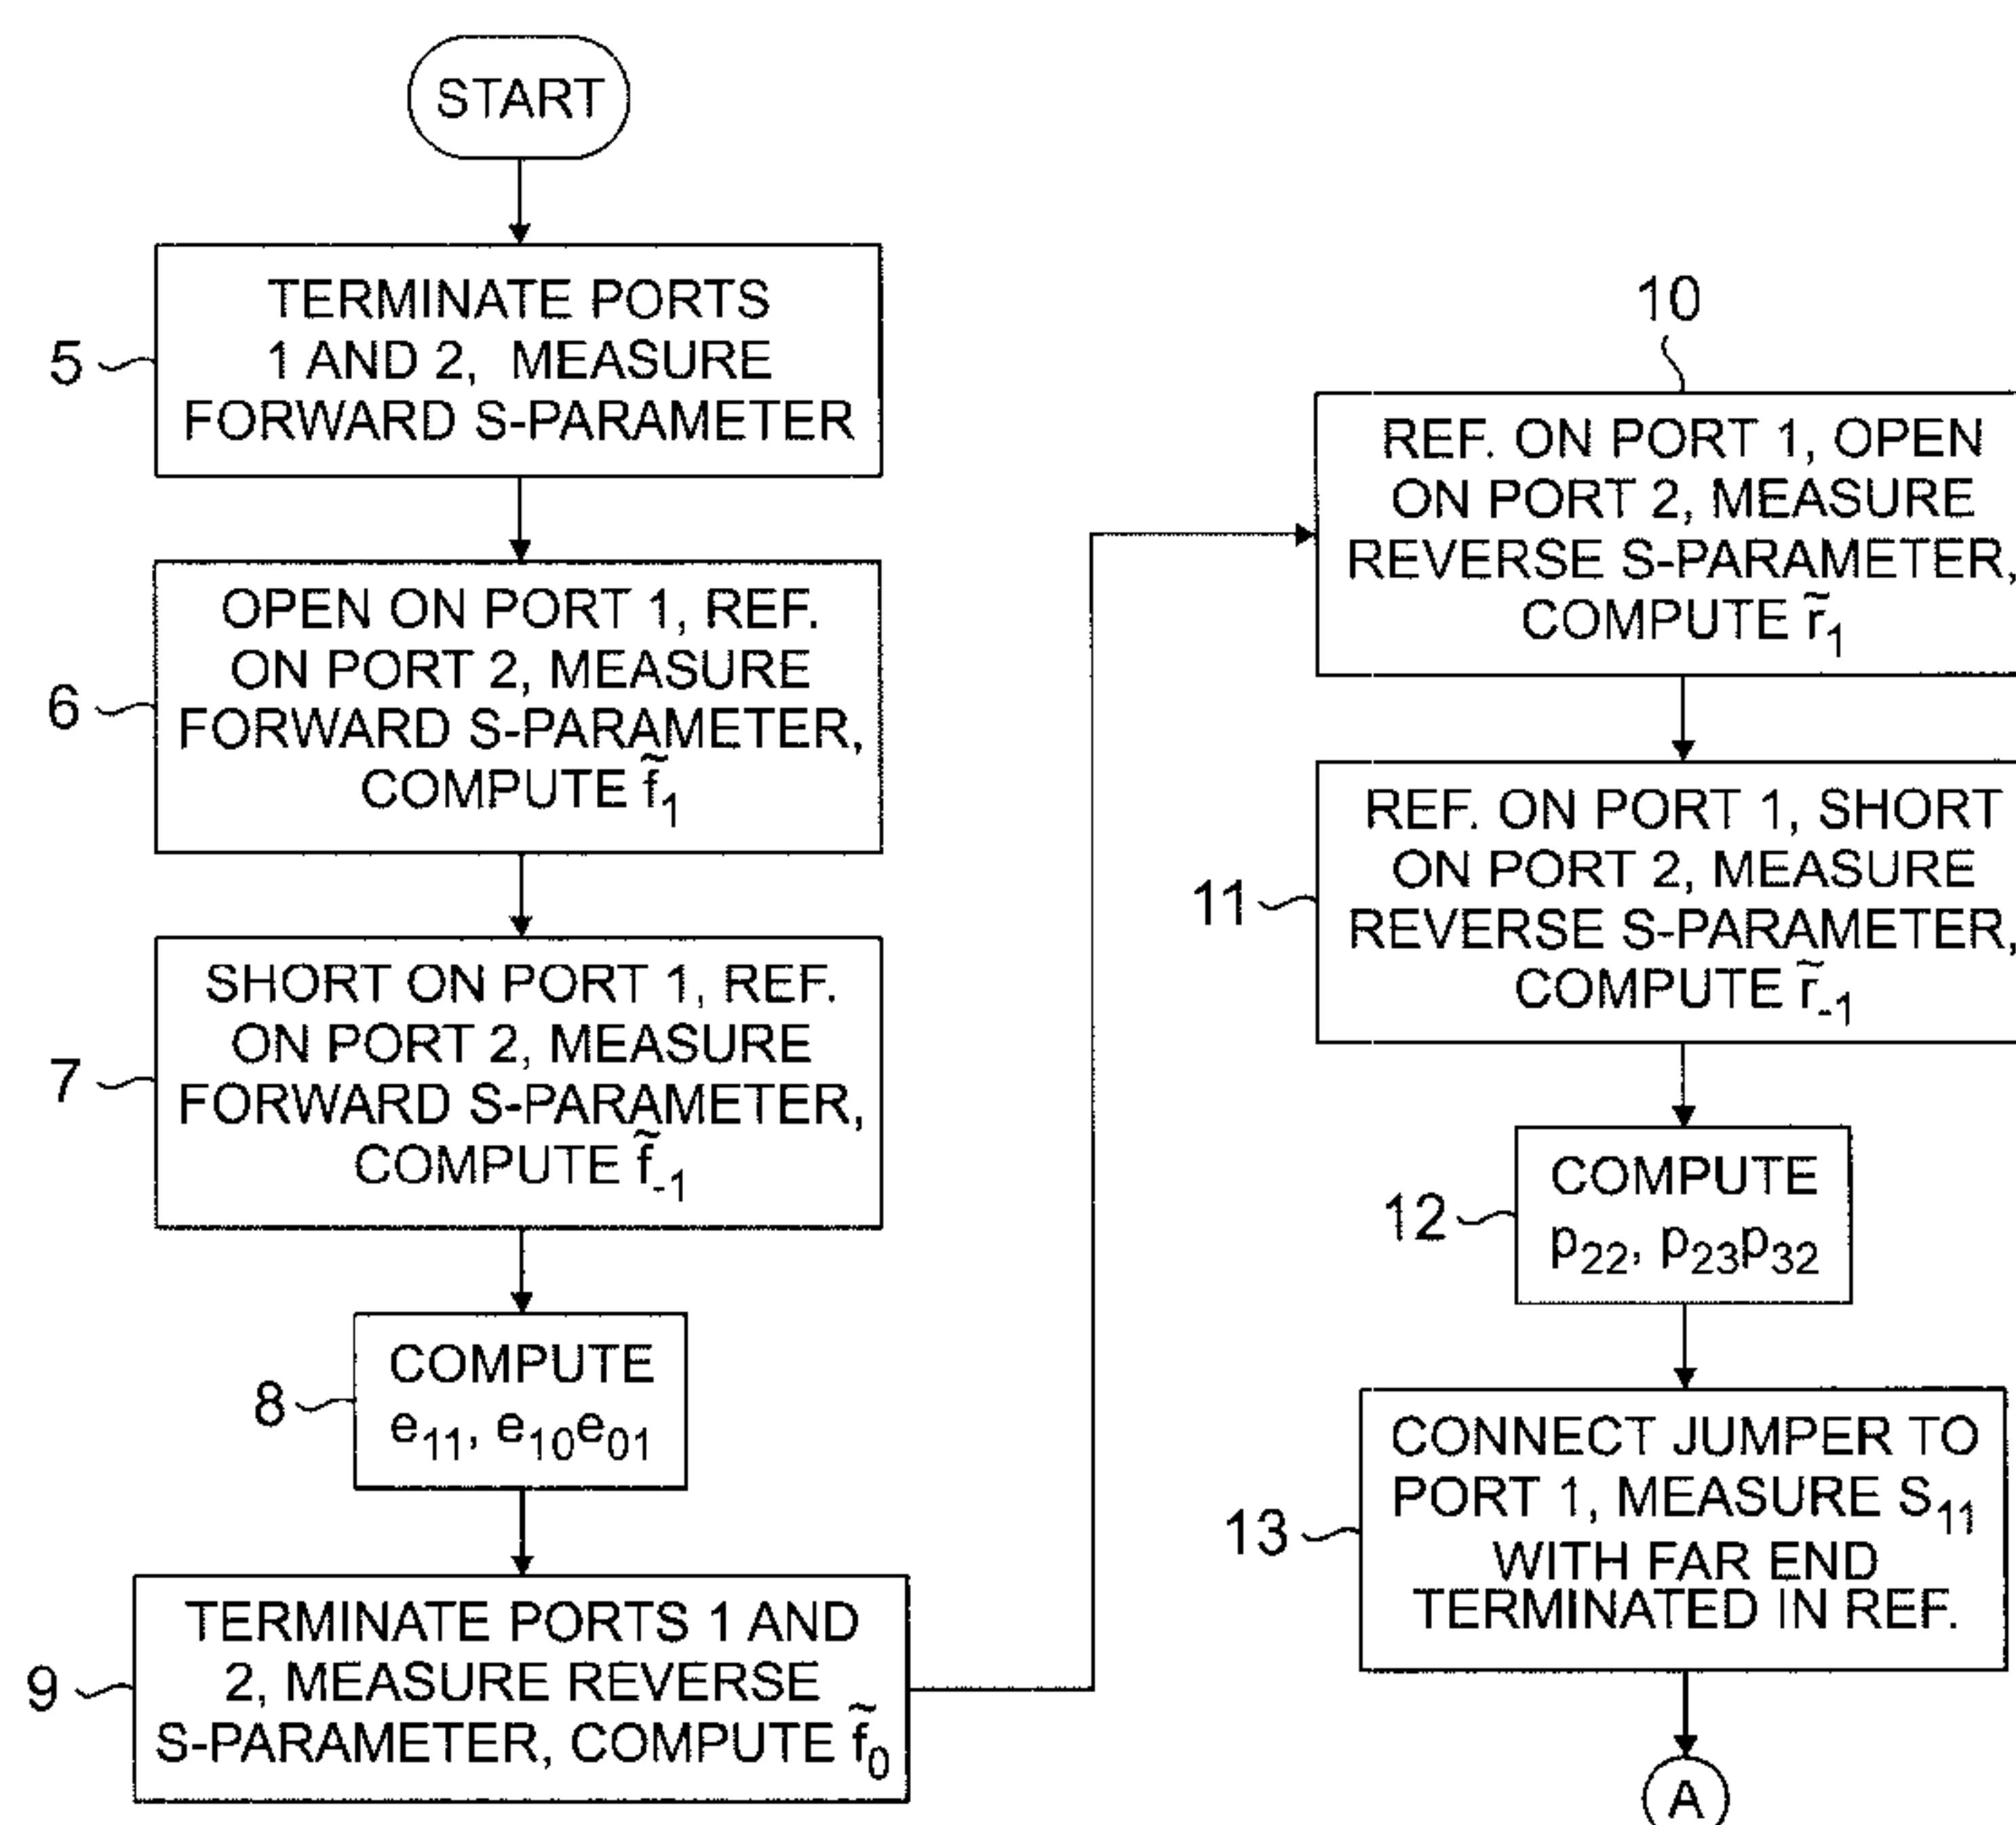 START
5
TERMINATE PORTS
1 AND 2, MEASURE
FORWARD S-PARAMETER
6
OPEN ON PORT 1, REF.
ON PORT 2, MEASURE
FORWARD S-PARAMETER,
COMPUTE f̃₁
7
SHORT ON PORT 1, REF.
ON PORT 2, MEASURE
FORWARD S-PARAMETER,
COMPUTE f̃₋₁
8
COMPUTE
e₁₁, e₁₀e₀₁
9
TERMINATE PORTS 1 AND
2, MEASURE REVERSE
S-PARAMETER, COMPUTE f̃₀
10
REF. ON PORT 1, OPEN
ON PORT 2, MEASURE
REVERSE S-PARAMETER,
COMPUTE r̃₁
11
REF. ON PORT 1, SHORT
ON PORT 2, MEASURE
REVERSE S-PARAMETER,
COMPUTE r̃₋₁
12
COMPUTE
p₂₂, p₂₃p₃₂
13
CONNECT JUMPER TO
PORT 1, MEASURE S₁₁
WITH FAR END
TERMINATED IN REF.
A